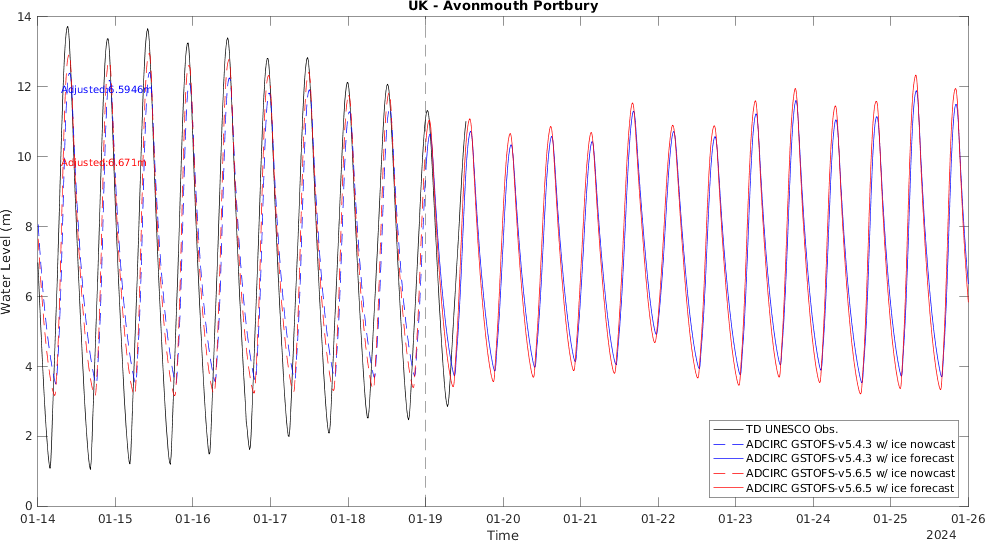 UK - Avonmouth Portbury
14
12
10
8
6
4
2
0
Water Level (m)
Adjusted:6.5946m
Adjusted:6.671m
TD UNESCO Obs.
ADCIRC GSTOFS-v5.4.3 w/ ice nowcast
ADCIRC GSTOFS-v5.4.3 w/ ice forecast
ADCIRC GSTOFS-v5.6.5 w/ ice nowcast
ADCIRC GSTOFS-v5.6.5 w/ ice forecast
01-14 01-15 01-16 01-17 01-18 01-19 01-20 01-21 01-22 01-23 01-24 01-25 01-26
Time
2024